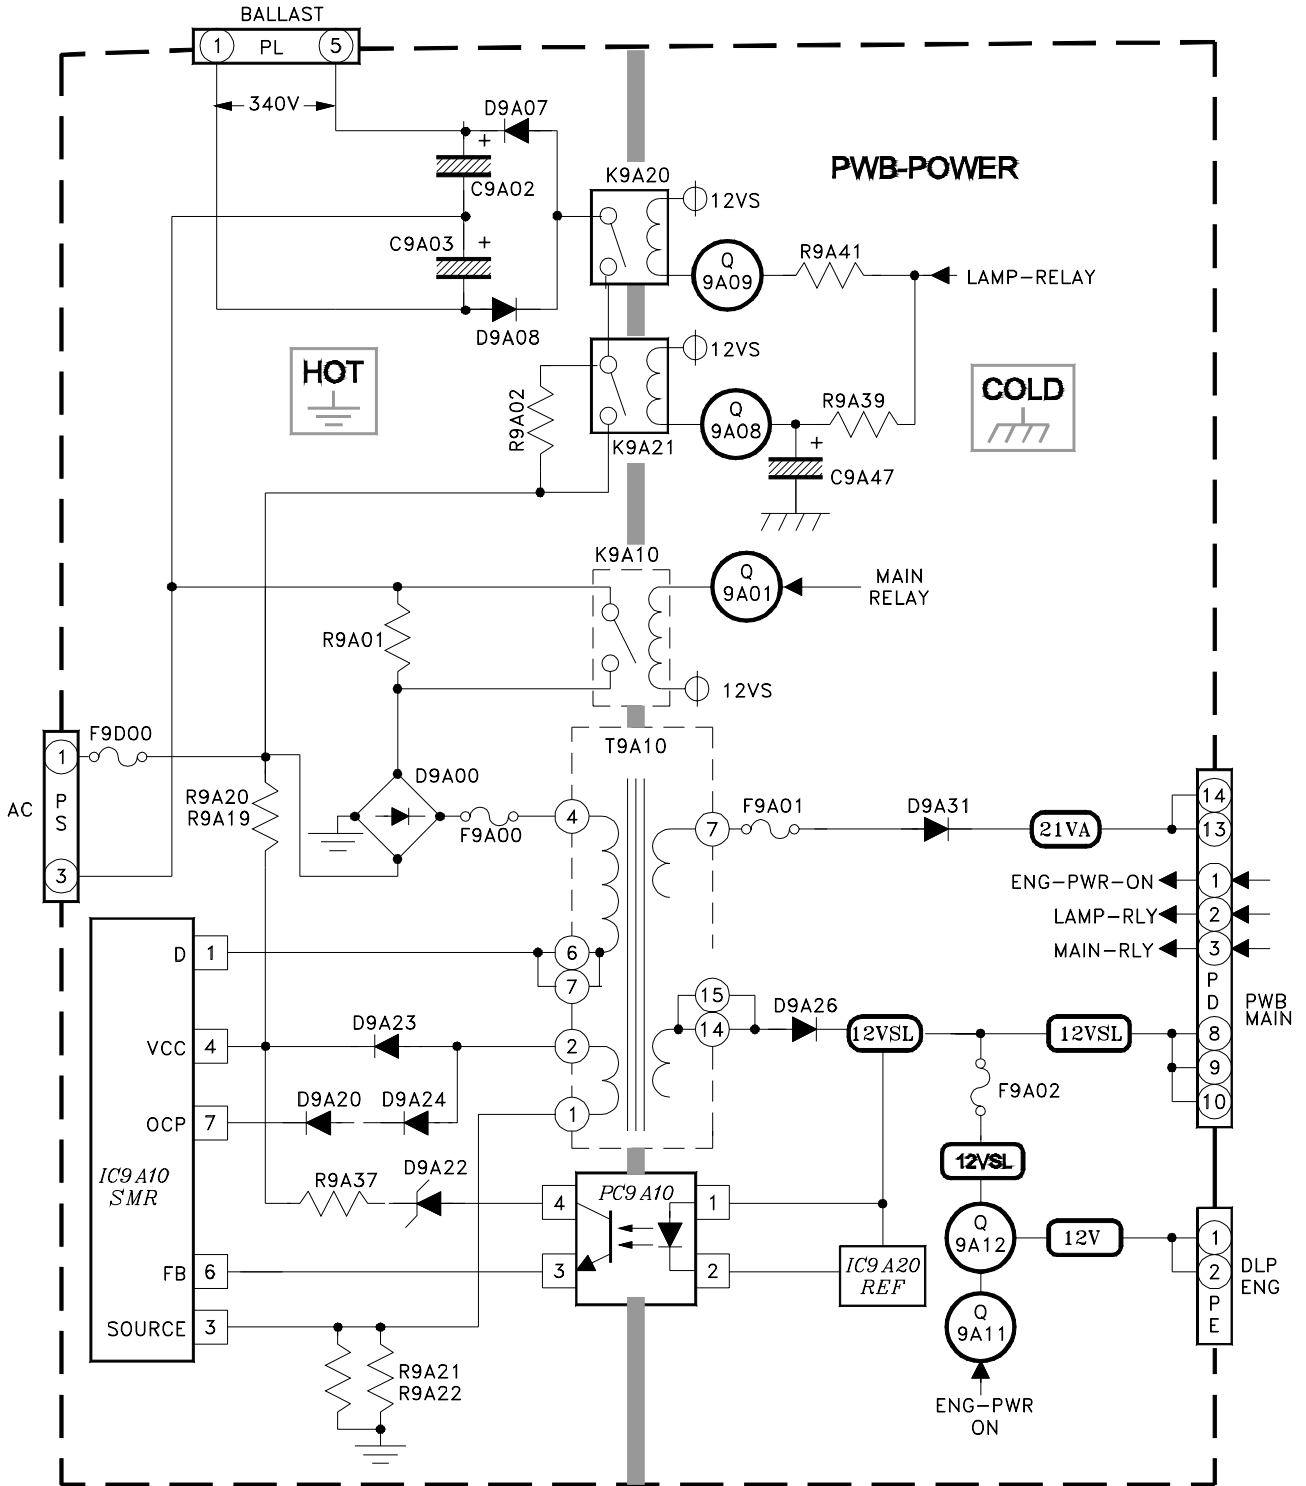 BALLAST
1 PL 5
340V
D9A07
+
C9A02
K9A20
PWB-POWER
12VS
C9A03 +
Q
9A09
R9A41
LAMP-RELAY
D9A08
12VS
HOT
COLD
R9A02
Q
9A08
R9A39
+
K9A21
C9A47
K9A10
Q
9A01
MAIN
RELAY
R9A01
12VS
F9D00
T9A10
AC
1
P
S
3
R9A20
R9A19
D9A00
F9A00
4
7
F9A01
D9A31
21VA
14
13
ENG-PWR-ON 1
LAMP-RLY 2
MAIN-RLY 3
P
D
PWB
MAIN
8
9
10
D 1
6
7
15
14
D9A26
12VSL
12VSL
F9A02
VCC 4
D9A23
2
D9A20 D9A24
OCP 7
1
IC9A10
SMR
12VSL
R9A37
D9A22
4
PC9A10
1
3
2
FB 6
IC9A20
REF
Q
9A12
12V
1
2
P
E
DLP
ENG
SOURCE 3
Q
9A11
R9A21
R9A22
ENG-PWR
ON